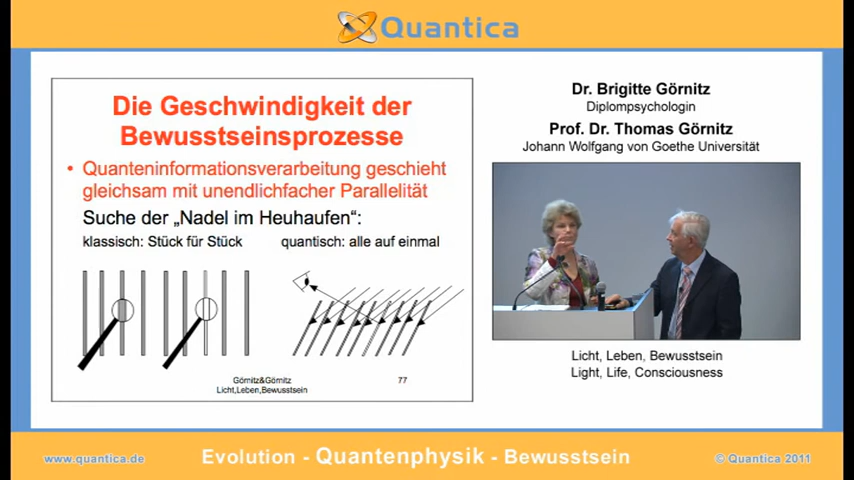 Quantica
Die Geschwindigkeit der
Bewusstseinsprozesse
• Quanteninformationsverarbeitung geschieht
gleichsam mit unendlichfacher Parallelität
Suche der „Nadel im Heuhaufen“:
klassisch: Stück für Stück
quantisch: alle auf einmal
Görnitz&Görnitz
Licht,Leben,Bewusstsein
77
Dr. Brigitte Görnitz
Diplompsychologin
Prof. Dr. Thomas Görnitz
Johann Wolfgang von Goethe Universität
Licht, Leben, Bewusstsein
Light, Life, Consciousness
www.quantica.de
Evolution - Quantenphysik - Bewusstsein
© Quantica 2011